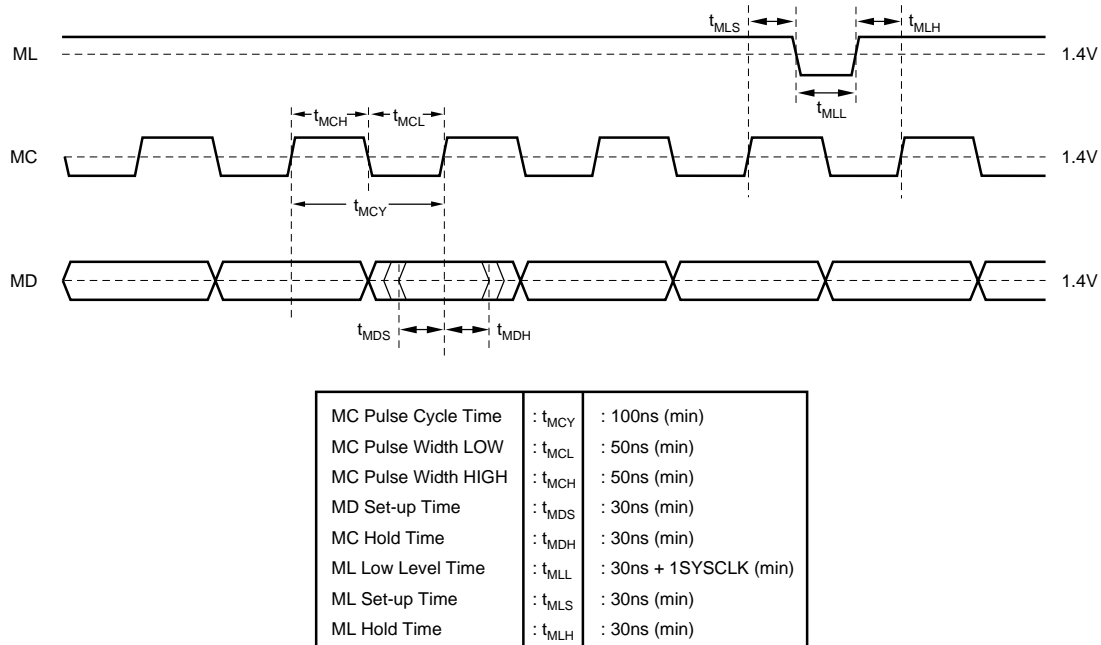 tMLS tMLH
ML 1.4V
tMLL
tMCH tMCL
MC 1.4V
tMCY
MD 1.4V
tMDS tMDH
MC Pulse Cycle Time : tMCY : 100ns (min)
MC Pulse Width LOW : tMCL : 50ns (min)
MC Pulse Width HIGH : tMCH : 50ns (min)
MD Set-up Time : tMDS : 30ns (min)
MC Hold Time : tMDH : 30ns (min)
ML Low Level Time : tMLL : 30ns + 1SYSCLK (min)
ML Set-up Time : tMLS : 30ns (min)
ML Hold Time : tMLH : 30ns (min)